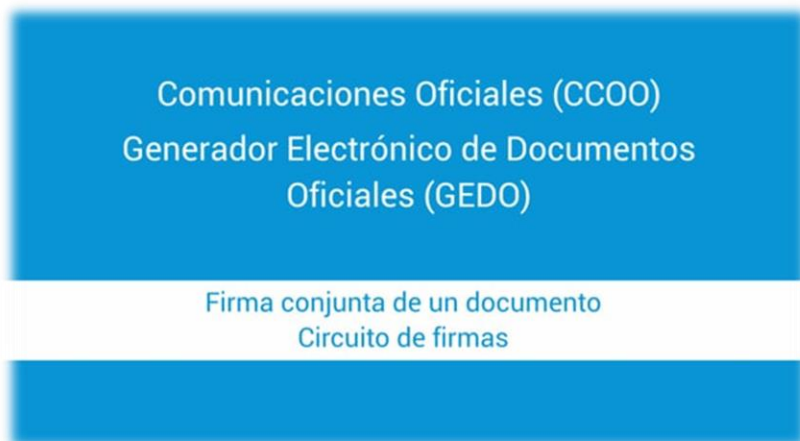 Comunicaciones Oficiales (CCOO)
Generador Electrónico de Documentos
Oficiales (GEDO)
Firma conjunta de un documento
Circuito de firmas